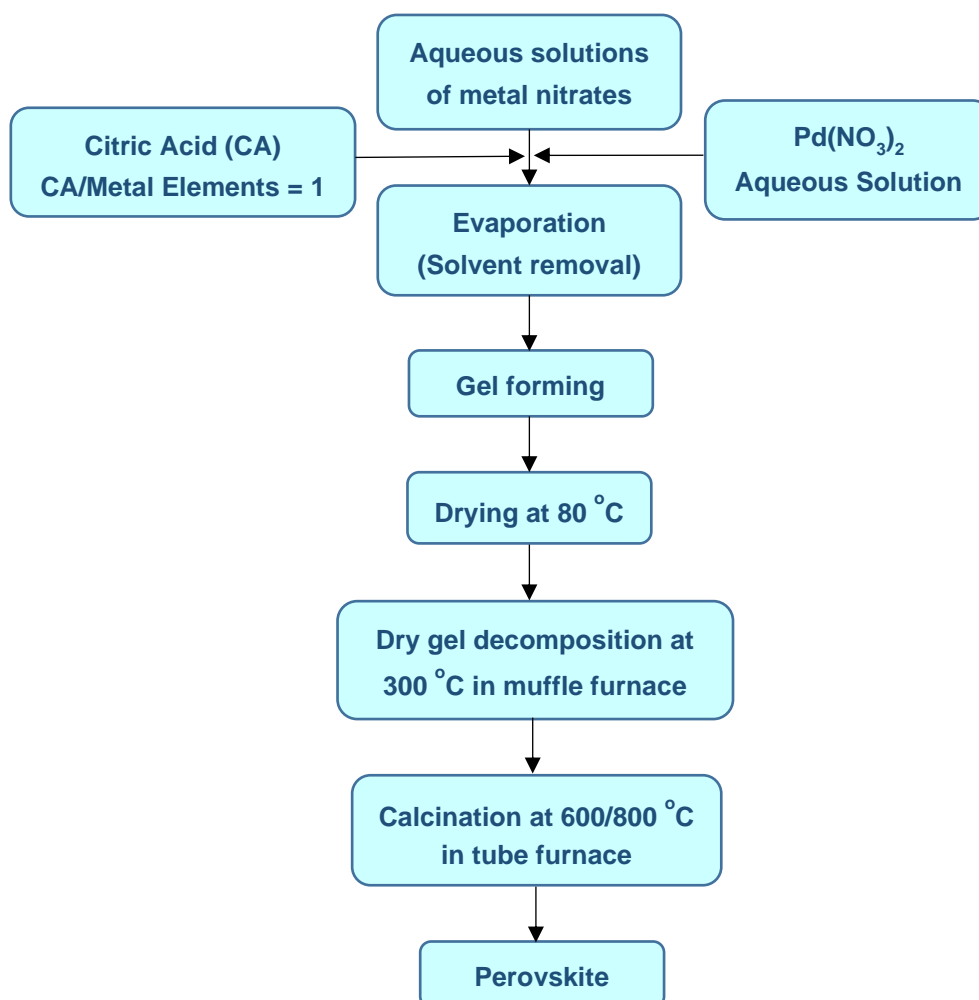 Aqueous solutions
of metal nitrates
Citric Acid (CA)
CA/Metal Elements = 1
Pd(NO3)2
Aqueous Solution
Evaporation
(Solvent removal)
Gel forming
Drying at 80 °C
Dry gel decomposition at
300 °C in muffle furnace
Calcination at 600/800 °C
in tube furnace
Perovskite